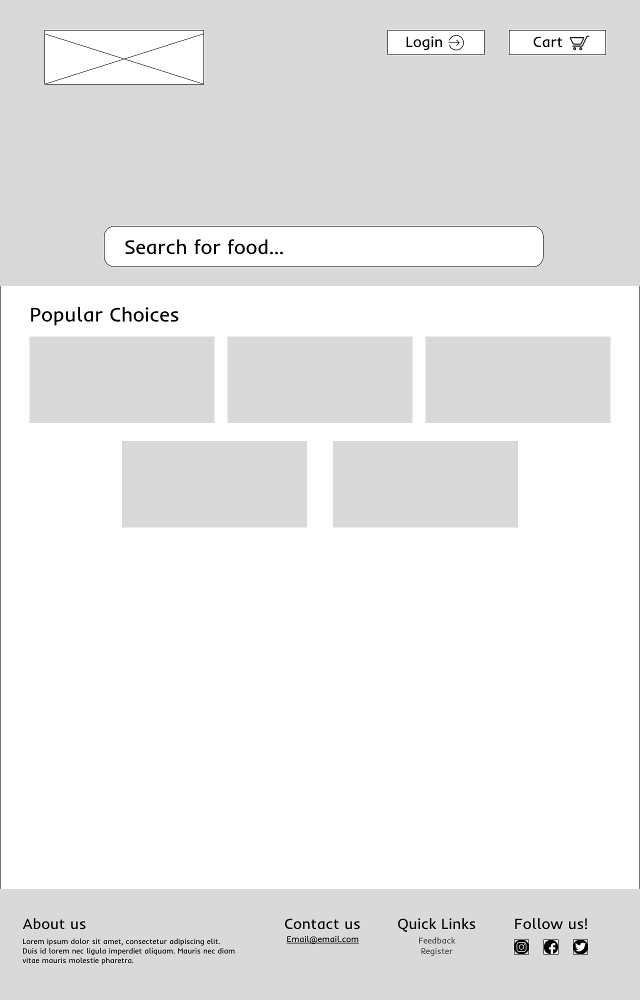 Login
Cart
Search for food...
Popular Choices
About us
Lorem ipsum dolor sit amet, consectetur adipiscing elit.
Duis id lorem nec ligula imperdiet aliquam. Mauris nec diam
vitae mauris molestie pharetra.
Contact us
Email@email.com
Quick Links
Feedback
Register
Follow us!